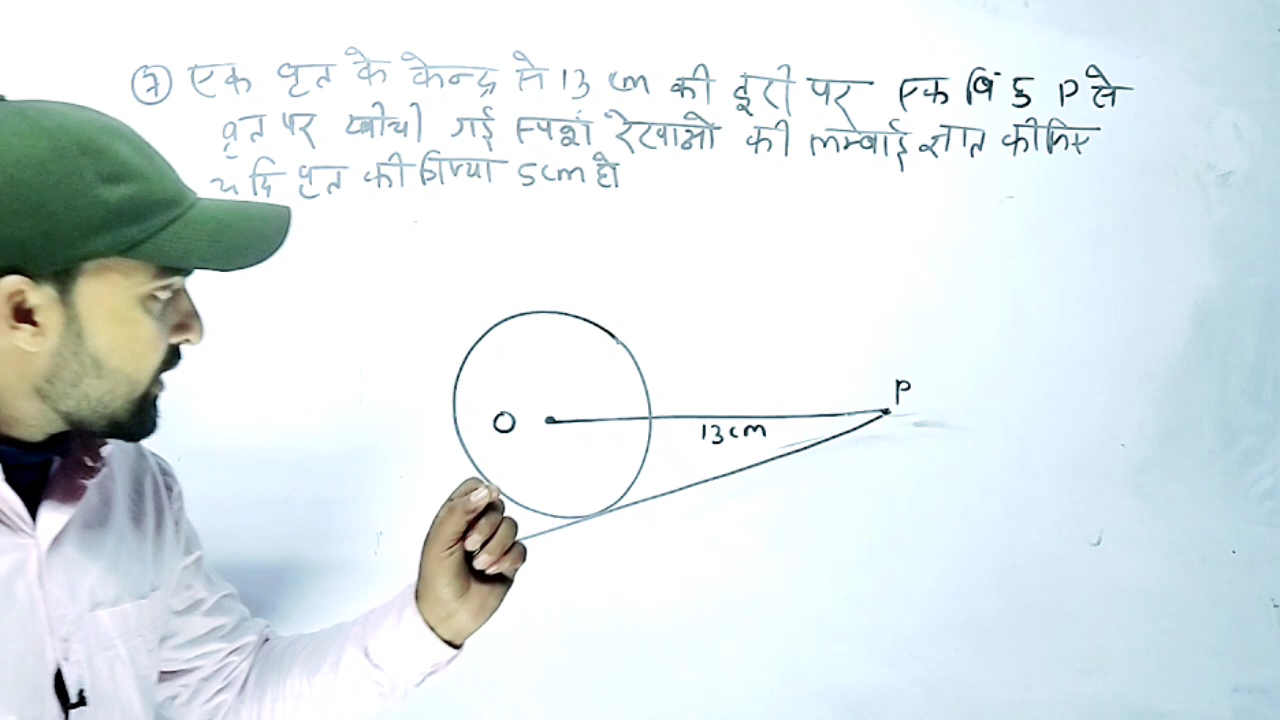 ⑦ एक वृत के केन्द्र से 13 cm की दूरी पर एक बिंदु P से
वृत पर खीची गई स्पर्श रेखाओ की लम्बाई ज्ञात कीजिए
यदि वृत की त्रिज्या 5cm हो
P
O
13cm